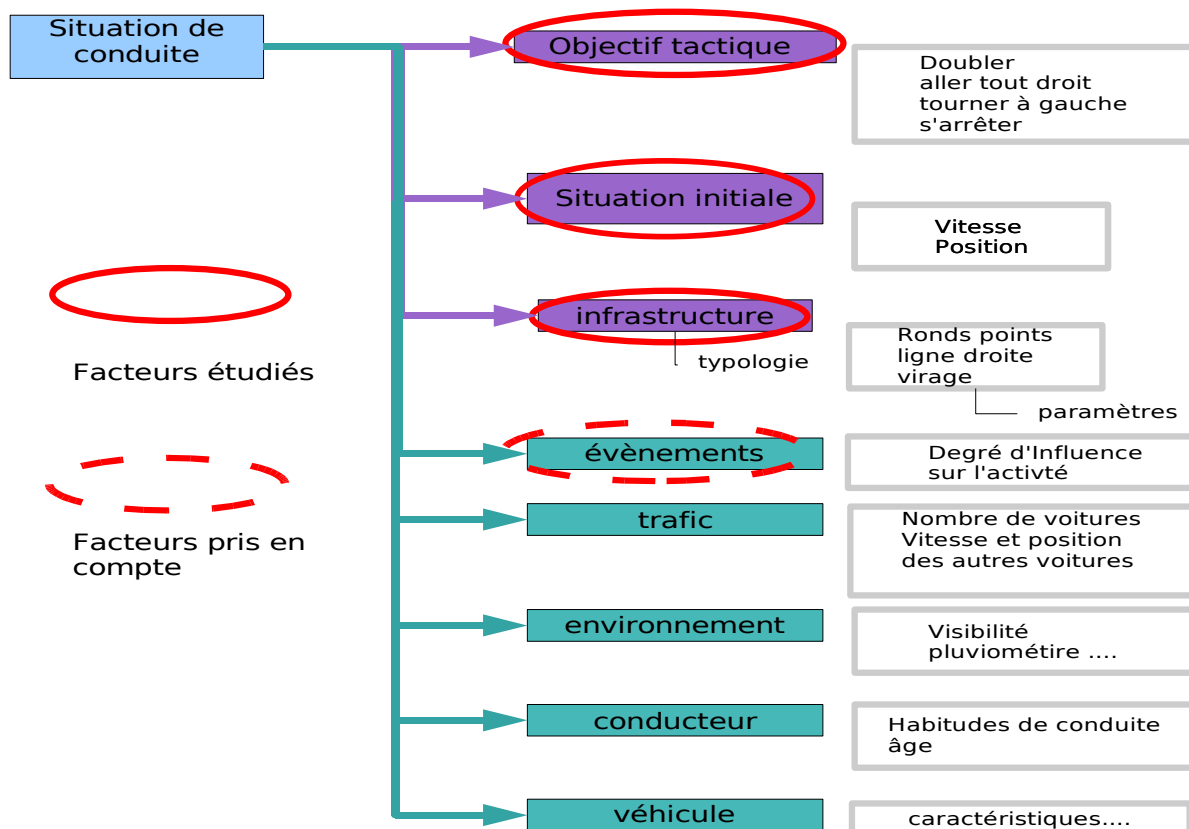 Situation de
conduite
Objectif tactique
Doubler
aller tout droit
tourner à gauche
s'arrêter
Situation initiale
Vitesse
Position
infrastructure
typologie
Ronds points
ligne droite
virage
paramètres
Facteurs étudiés
évènements
Degré d'Influence
sur l'activté
Facteurs pris en
compte
trafic
Nombre de voitures
Vitesse et position
des autres voitures
environnement
Visibilité
pluviométire ....
conducteur
Habitudes de conduite
âge
véhicule
caractéristiques....